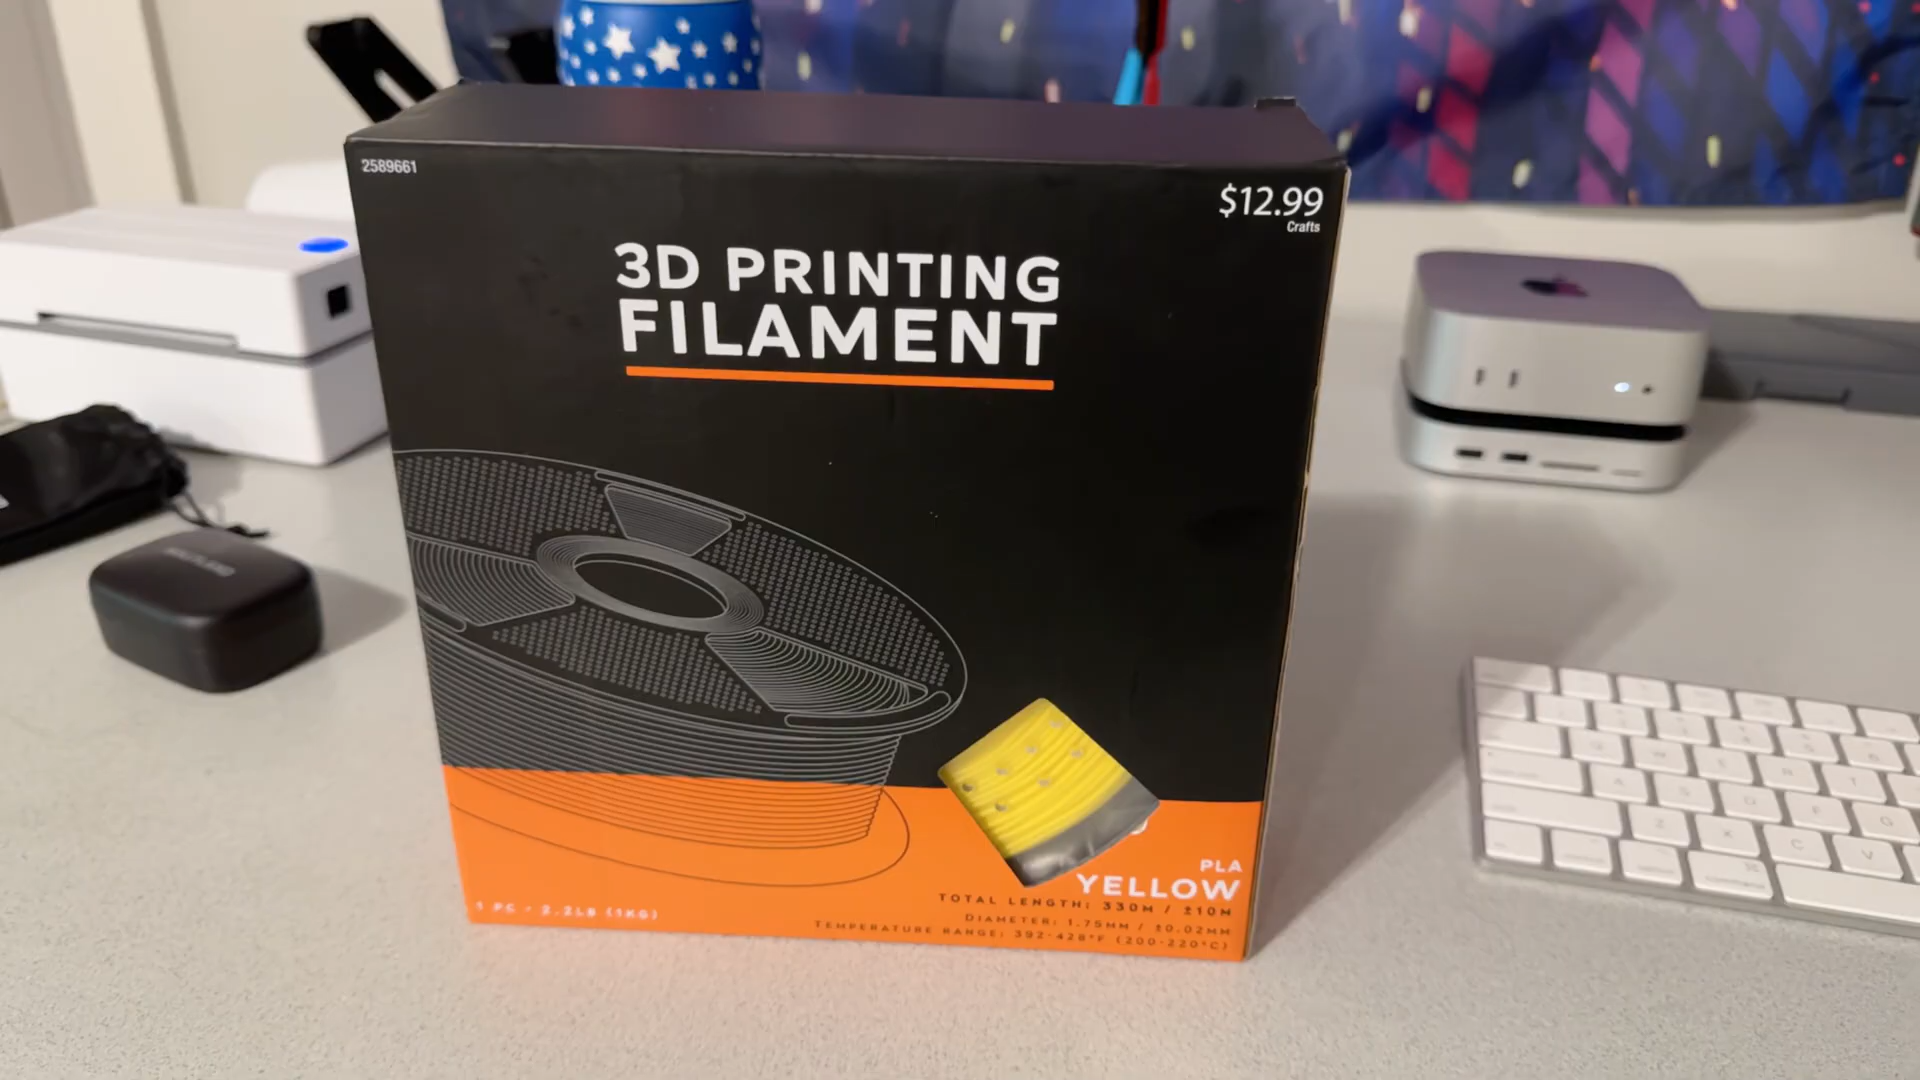 2589661
$12.99
Crafts
3D PRINTING
FILAMENT
PLA
YELLOW
TOTAL LENGTH: 330M / ±10M
DIAMETER: 1.75MM / ±0.02MM
TEMPERATURE RANGE: 392-428°F (200-220°C)
1 PC - 2.2LB (1KG)